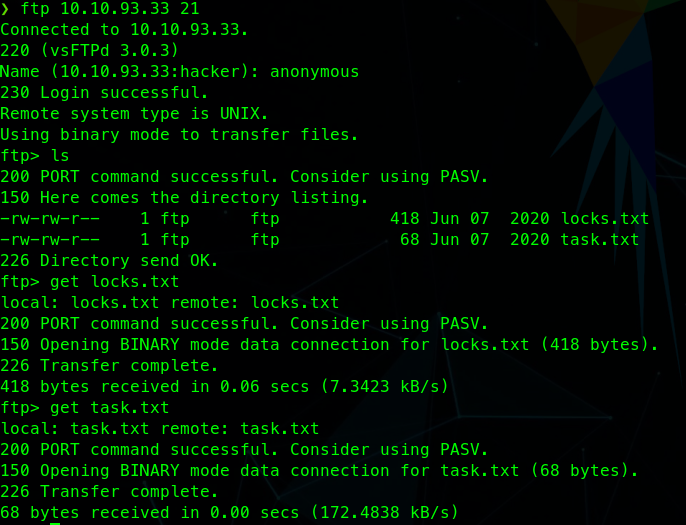 ❯ ftp 10.10.93.33 21
Connected to 10.10.93.33.
220 (vsFTPd 3.0.3)
Name (10.10.93.33:hacker): anonymous
230 Login successful.
Remote system type is UNIX.
Using binary mode to transfer files.
ftp> ls
200 PORT command successful. Consider using PASV.
150 Here comes the directory listing.
-rw-rw-r--    1 ftp      ftp           418 Jun 07  2020 locks.txt
-rw-rw-r--    1 ftp      ftp            68 Jun 07  2020 task.txt
226 Directory send OK.
ftp> get locks.txt
local: locks.txt remote: locks.txt
200 PORT command successful. Consider using PASV.
150 Opening BINARY mode data connection for locks.txt (418 bytes).
226 Transfer complete.
418 bytes received in 0.06 secs (7.3423 kB/s)
ftp> get task.txt
local: task.txt remote: task.txt
200 PORT command successful. Consider using PASV.
150 Opening BINARY mode data connection for task.txt (68 bytes).
226 Transfer complete.
68 bytes received in 0.00 secs (172.4838 kB/s)